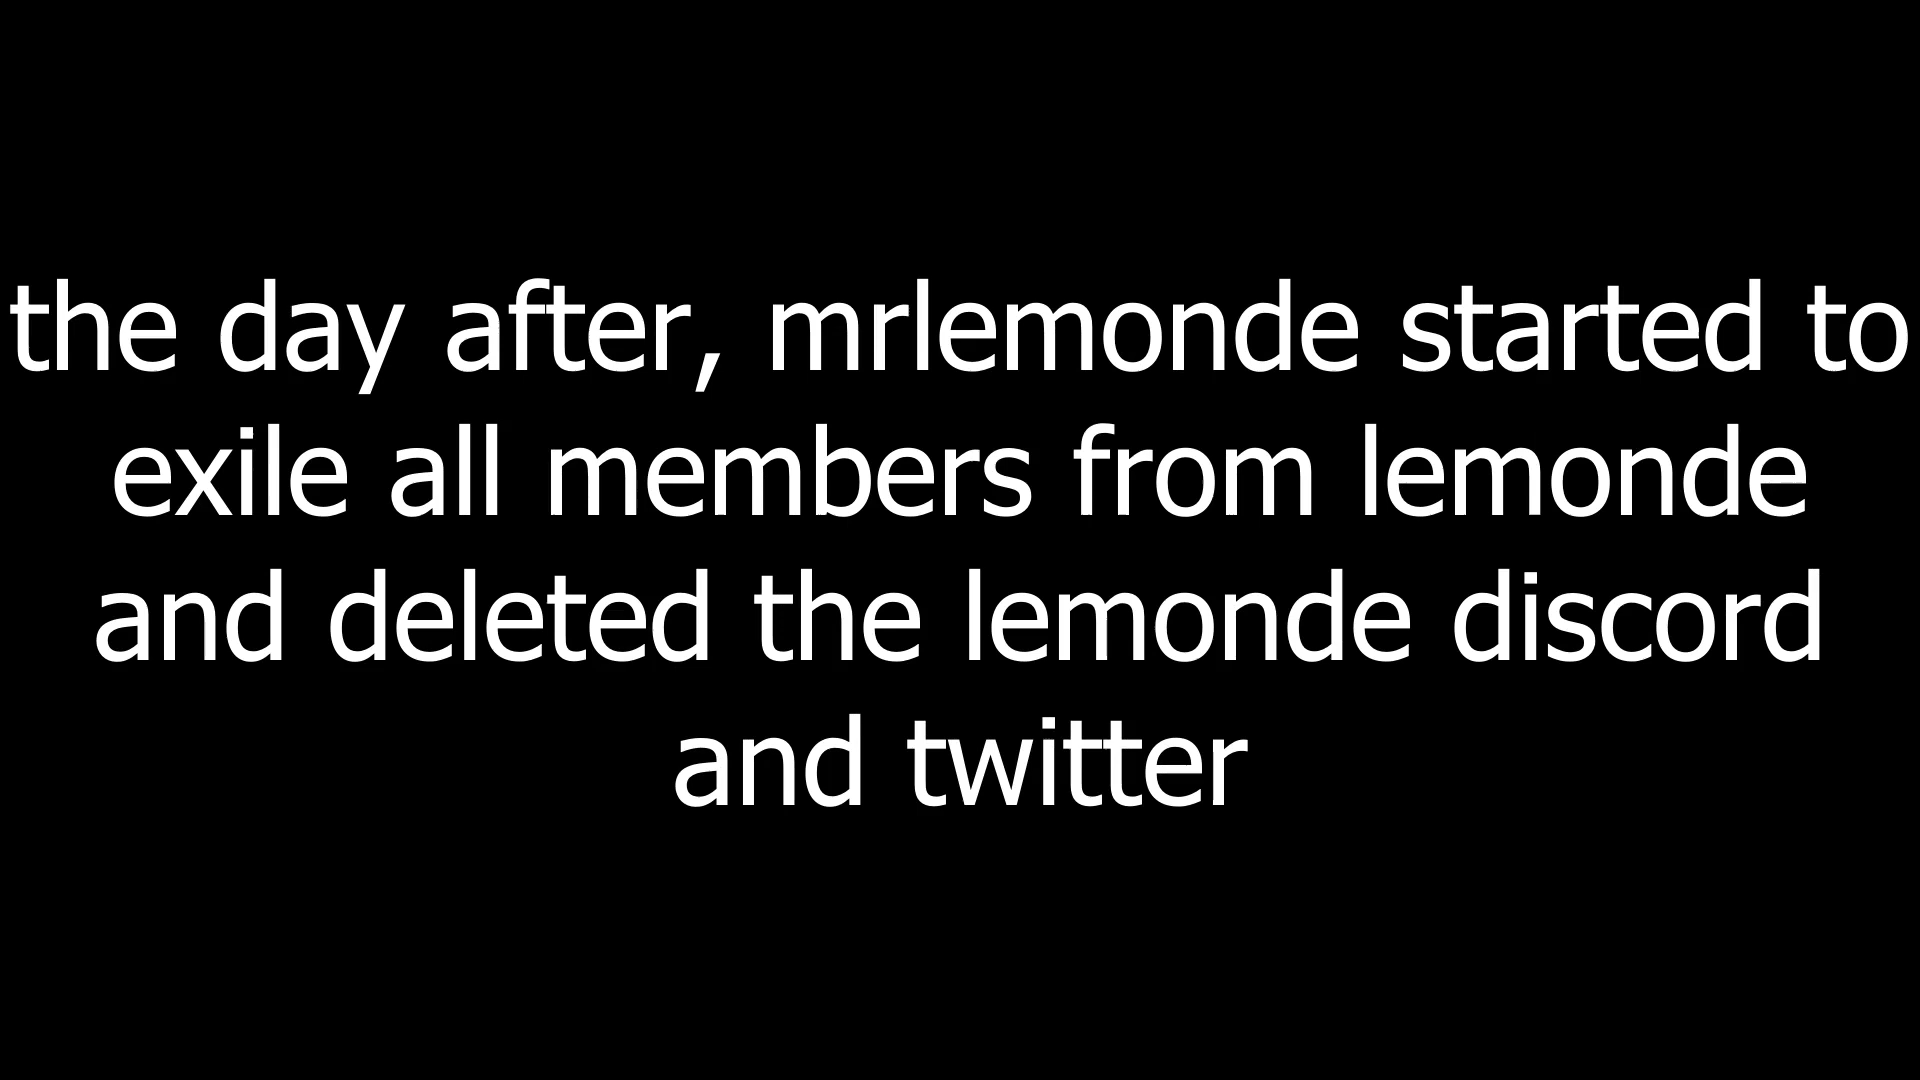 the day after, mrlemonde started to
exile all members from lemonde
and deleted the lemonde discord
and twitter